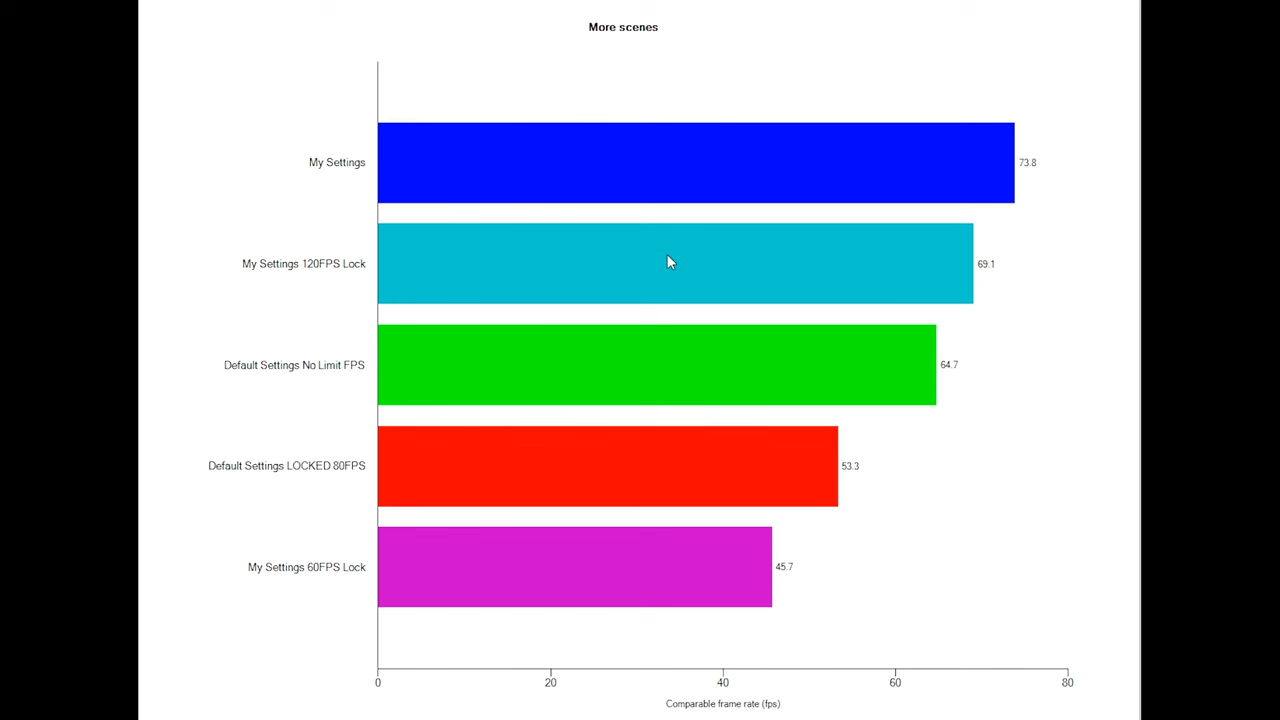 More scenes
My Settings
73.8
My Settings 120FPS Lock
69.1
Default Settings No Limit FPS
64.7
Default Settings LOCKED 80FPS
53.3
My Settings 60FPS Lock
45.7
0 20 40 60 80
Comparable frame rate (fps)